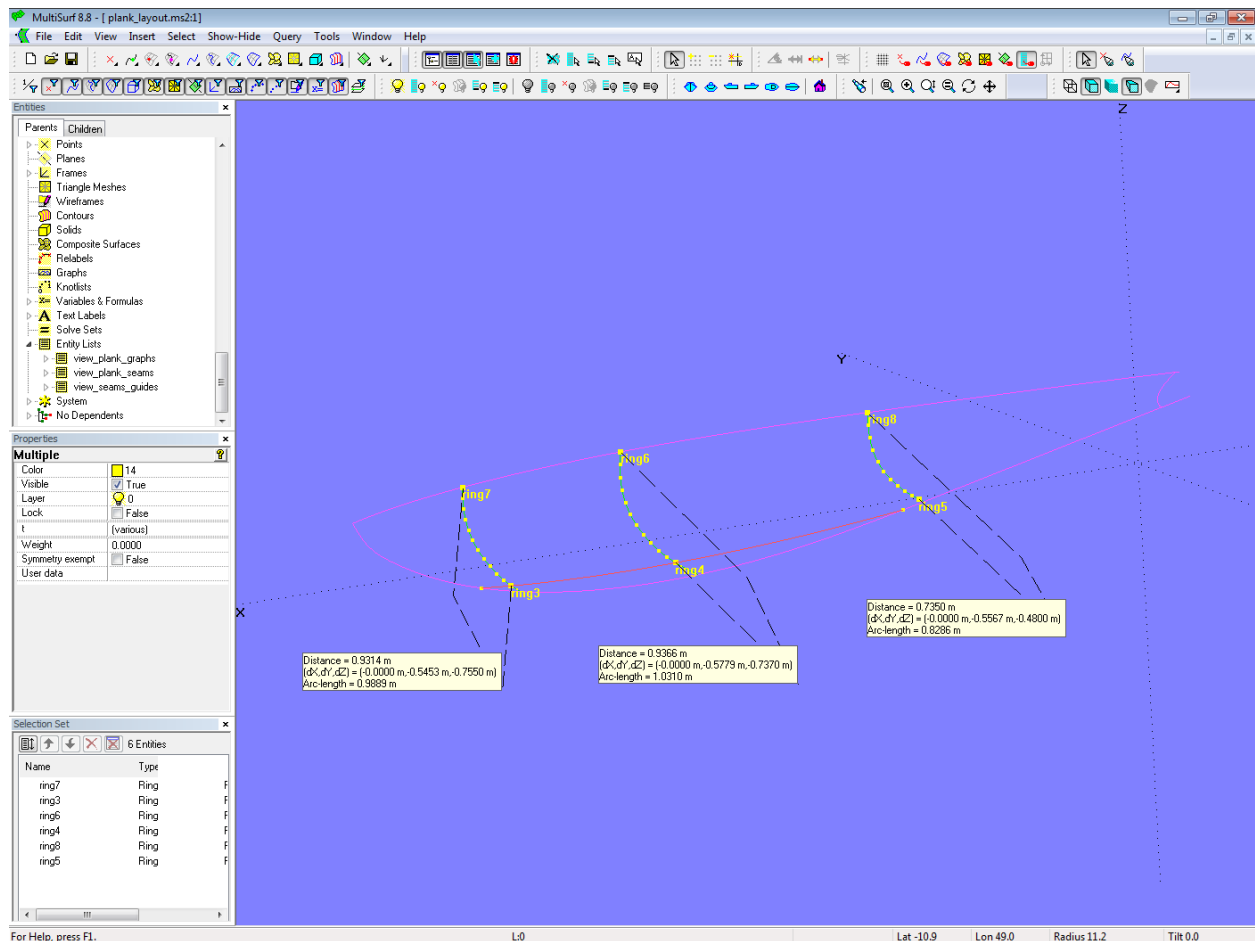 MultiSurf 8.8 - [ plank_layout.ms2:1]
File Edit View Insert Select Show-Hide Query Tools Window Help
Entities
Parents Children
Points
Planes
Frames
Triangle Meshes
Wireframes
Contours
Solids
Composite Surfaces
Relabels
Graphs
Knotlists
Variables & Formulas
Text Labels
Solve Sets
Entity Lists
view_plank_graphs
view_plank_seams
view_seams_guides
System
No Dependents
Properties
Multiple
Color 14
Visible True
Layer 0
Lock False
t (various)
Weight 0.0000
Symmetry exempt False
User data
Selection Set
6 Entities
Name Type
ring7 Ring F
ring3 Ring F
ring6 Ring F
ring4 Ring F
ring8 Ring F
ring5 Ring F
Z
Y
X
ring8
ring6
ring7
ring5
ring4
ring3
Distance = 0.7350 m
(dX,dY,dZ) = (-0.0000 m,-0.5567 m,-0.4800 m)
Arc-length = 0.8286 m
Distance = 0.9366 m
(dX,dY,dZ) = (-0.0000 m,-0.5779 m,-0.7370 m)
Arc-length = 1.0310 m
Distance = 0.9314 m
(dX,dY,dZ) = (-0.0000 m,-0.5453 m,-0.7550 m)
Arc-length = 0.9889 m
For Help, press F1. L:0 Lat -10.9 Lon 49.0 Radius 11.2 Tilt 0.0